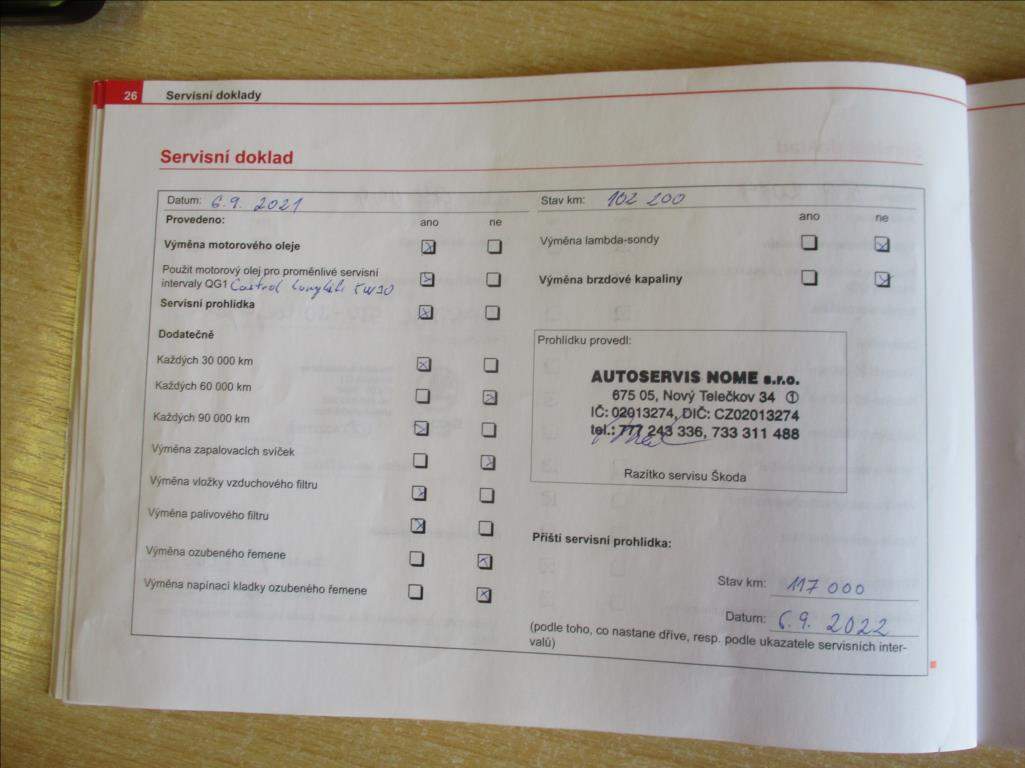 26 Servisní doklady
Servisní doklad
Datum: 6.9. 2021
Provedeno: ano ne
Výměna motorového oleje
Použit motorový olej pro proměnlivé servisní
intervaly QG1 Castrol 5W30
Servisní prohlídka
Dodatečně
Každých 30 000 km
Každých 60 000 km
Každých 90 000 km
Výměna zapalovacích svíček
Výměna vložky vzduchového filtru
Výměna palivového filtru
Výměna ozubeného řemene
Výměna napínací kladky ozubeného řemene
Stav km: 102 200
ano ne
Výměna lambda-sondy
Výměna brzdové kapaliny
Prohlídku provedl:
AUTOSERVIS NOME s.r.o.
675 05, Nový Telečkov 34 ①
IČ: 02013274, DIČ: CZ02013274
tel.: 777 243 336, 733 311 488
Razítko servisu Škoda
Příští servisní prohlídka:
Stav km: 117 000
Datum: 6.9. 2022
(podle toho, co nastane dříve, resp. podle ukazatele servisních inter-
valů)